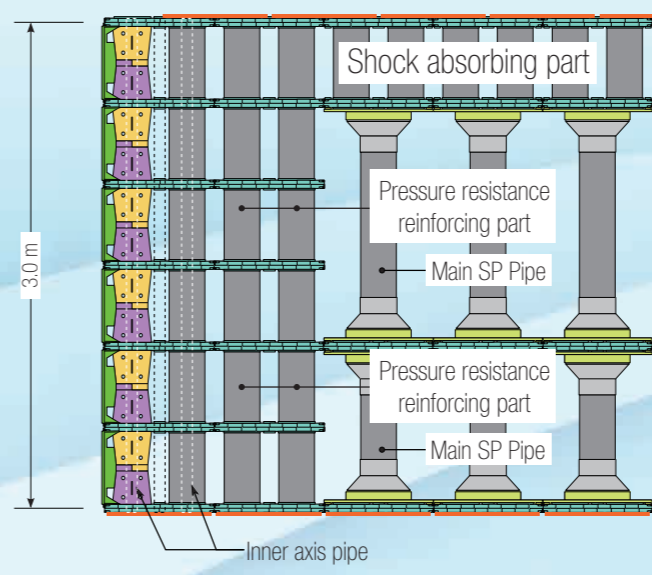 Shock absorbing part
Pressure resistance
reinforcing part
Main SP Pipe
3.0 m
Pressure resistance
reinforcing part
Main SP Pipe
Inner axis pipe